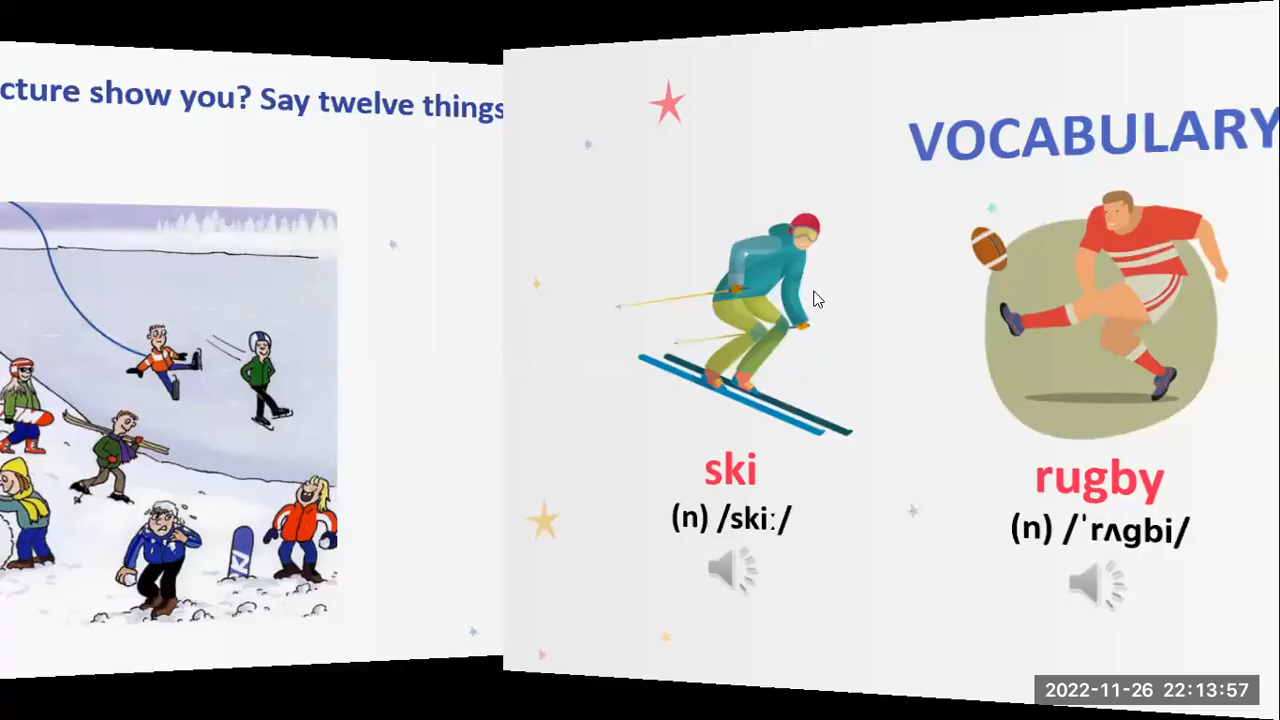 cture show you? Say twelve things
VOCABULARY
ski
(n) /skiː/
rugby
(n) /ˈrʌgbi/
2022-11-26 22:13:57